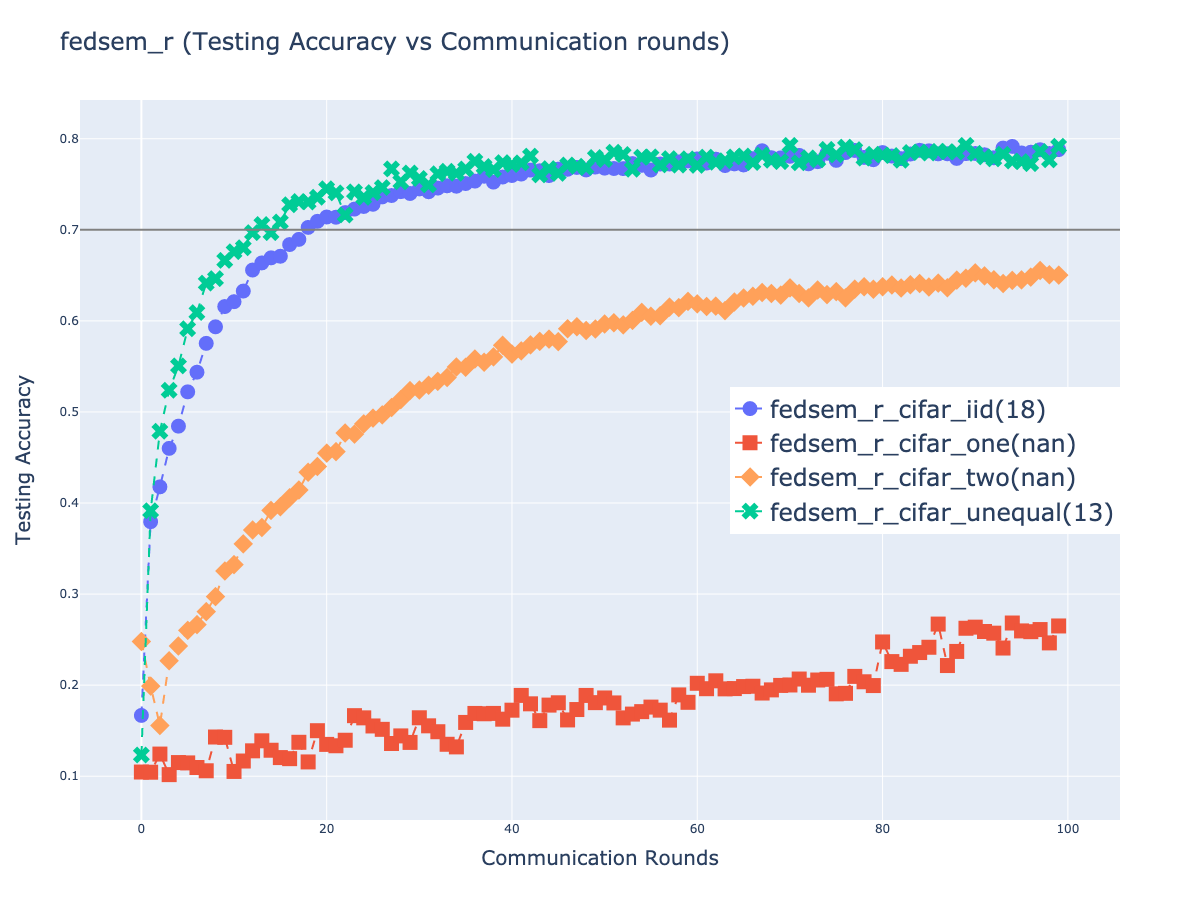 fedsem_r (Testing Accuracy vs Communication rounds)
0.8
0.7
0.6
0.5
0.4
0.3
0.2
0.1
Testing Accuracy
fedsem_r_cifar_iid(18)
fedsem_r_cifar_one(nan)
fedsem_r_cifar_two(nan)
fedsem_r_cifar_unequal(13)
0 20 40 60 80 100
Communication Rounds